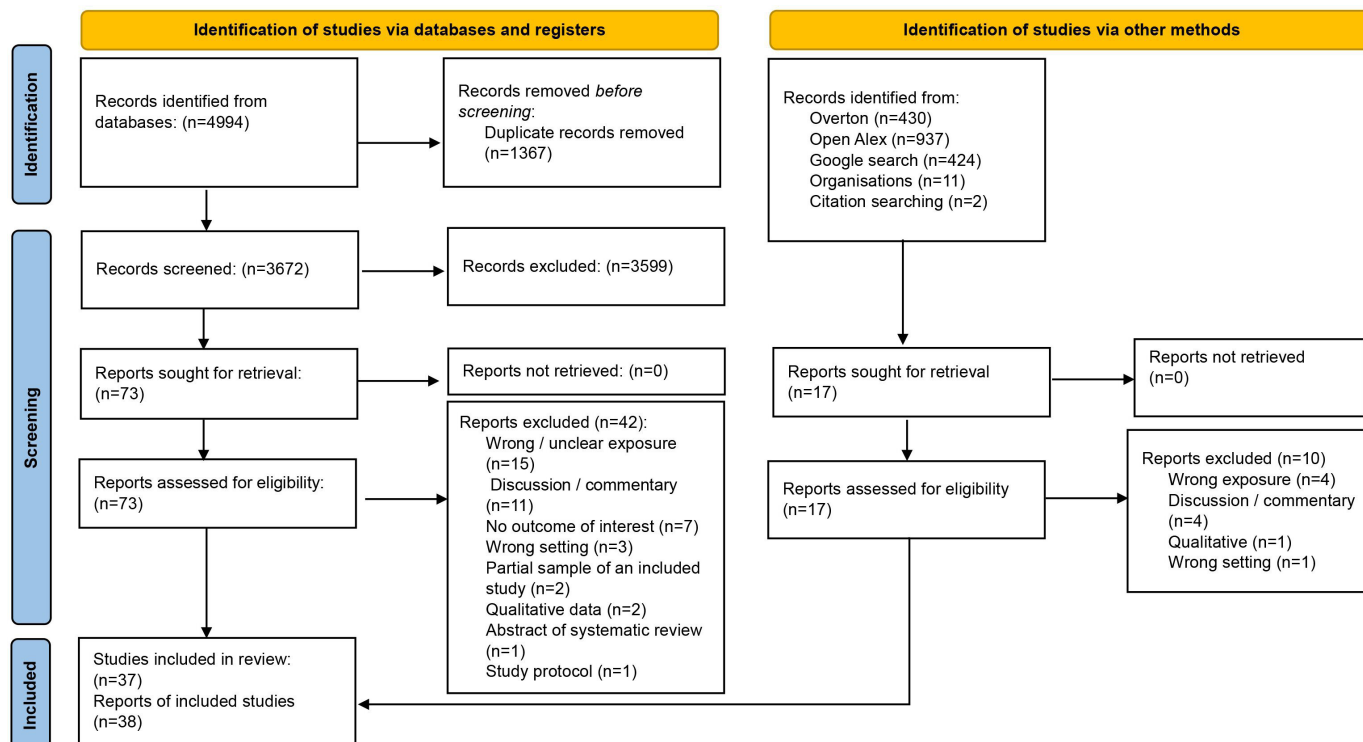 Identification of studies via databases and registers
Identification of studies via other methods
Identification
Records identified from
databases: (n=4994)
Records removed before
screening:
Duplicate records removed
(n=1367)
Records identified from:
Overton (n=430)
Open Alex (n=937)
Google search (n=424)
Organisations (n=11)
Citation searching (n=2)
Screening
Records screened: (n=3672)
Records excluded: (n=3599)
Reports sought for retrieval:
(n=73)
Reports not retrieved: (n=0)
Reports sought for retrieval
(n=17)
Reports not retrieved
(n=0)
Reports assessed for eligibility:
(n=73)
Reports excluded (n=42):
Wrong / unclear exposure
(n=15)
Discussion / commentary
(n=11)
No outcome of interest (n=7)
Wrong setting (n=3)
Partial sample of an included
study (n=2)
Qualitative data (n=2)
Abstract of systematic review
(n=1)
Study protocol (n=1)
Reports assessed for eligibility
(n=17)
Reports excluded (n=10)
Wrong exposure (n=4)
Discussion / commentary
(n=4)
Qualitative (n=1)
Wrong setting (n=1)
Included
Studies included in review:
(n=37)
Reports of included studies
(n=38)